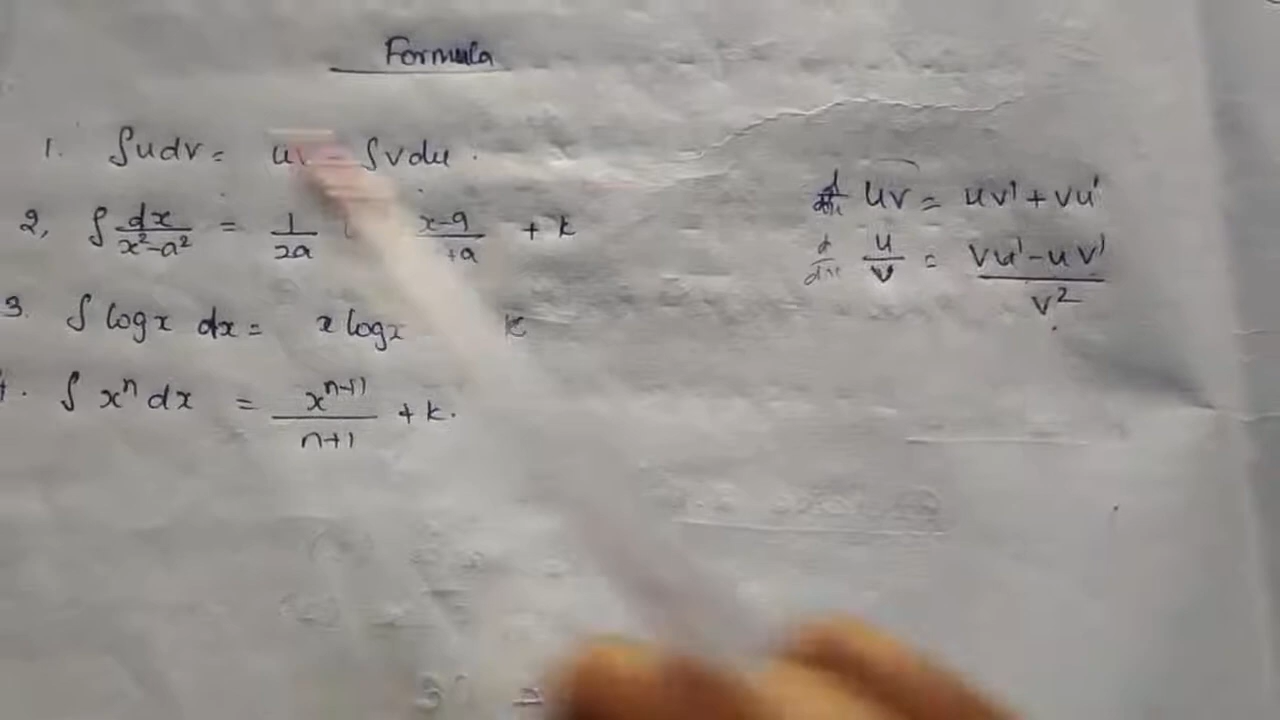 Formula
1. ∫udv = uv - ∫vdu.
2, ∫ dx/x²-a² = 1/2a x-a/+a + k
3. ∫ logx dx = x logx k
∫ xⁿ dx = xⁿ⁺¹/n+1 + k.
d/dx uv = uv' + vu'
d/dx u/v = vu' - uv'/v²